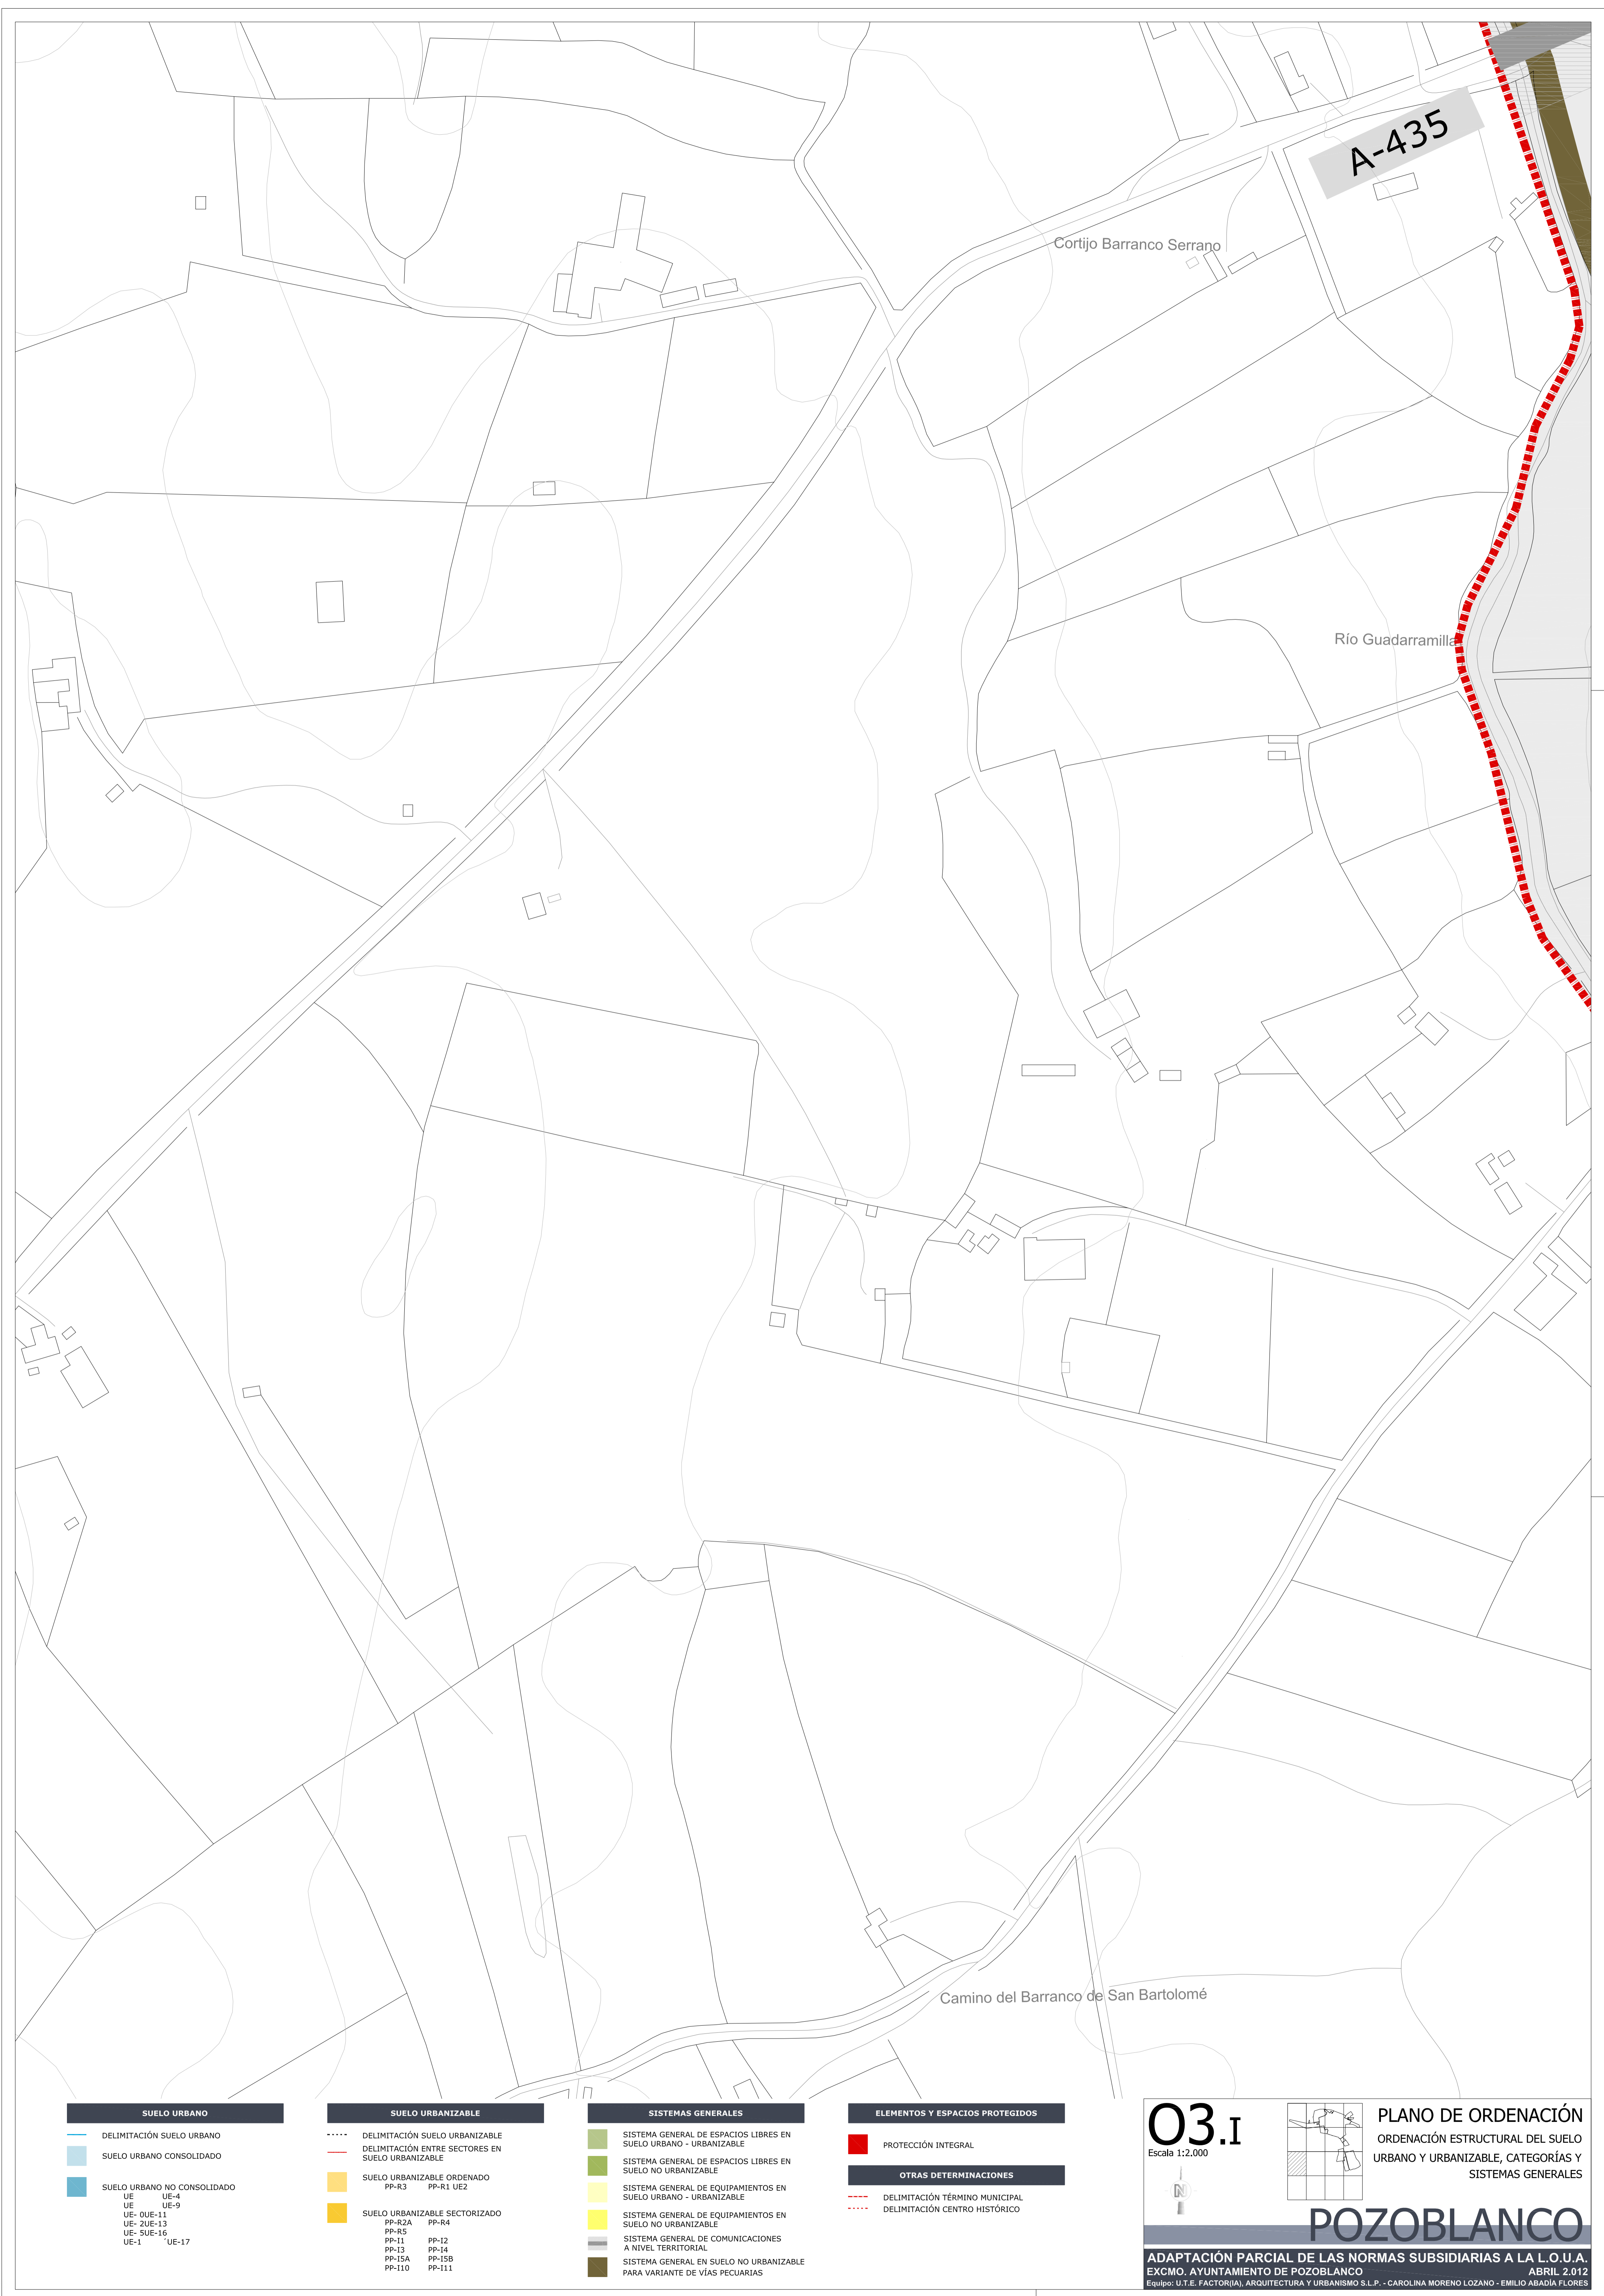 A-435
Cortijo Barranco Serrano
Río Guadarramilla
Camino del Barranco de San Bartolomé
SUELO URBANO
DELIMITACIÓN SUELO URBANO
SUELO URBANO CONSOLIDADO
SUELO URBANO NO CONSOLIDADO
UE UE-4
UE UE-9
UE- 0UE-11
UE- 2UE-13
UE- 5UE-16
UE-1 ´UE-17
SUELO URBANIZABLE
DELIMITACIÓN SUELO URBANIZABLE
DELIMITACIÓN ENTRE SECTORES EN
SUELO URBANIZABLE
SUELO URBANIZABLE ORDENADO
PP-R3 PP-R1 UE2
SUELO URBANIZABLE SECTORIZADO
PP-R2A PP-R4
PP-R5
PP-I1 PP-I2
PP-I3 PP-I4
PP-I5A PP-I5B
PP-I10 PP-I11
SISTEMAS GENERALES
SISTEMA GENERAL DE ESPACIOS LIBRES EN
SUELO URBANO - URBANIZABLE
SISTEMA GENERAL DE ESPACIOS LIBRES EN
SUELO NO URBANIZABLE
SISTEMA GENERAL DE EQUIPAMIENTOS EN
SUELO URBANO - URBANIZABLE
SISTEMA GENERAL DE EQUIPAMIENTOS EN
SUELO NO URBANIZABLE
SISTEMA GENERAL DE COMUNICACIONES
A NIVEL TERRITORIAL
SISTEMA GENERAL EN SUELO NO URBANIZABLE
PARA VARIANTE DE VÍAS PECUARIAS
ELEMENTOS Y ESPACIOS PROTEGIDOS
PROTECCIÓN INTEGRAL
OTRAS DETERMINACIONES
DELIMITACIÓN TÉRMINO MUNICIPAL
DELIMITACIÓN CENTRO HISTÓRICO
O3.I
Escala 1:2.000
N
PLANO DE ORDENACIÓN
ORDENACIÓN ESTRUCTURAL DEL SUELO
URBANO Y URBANIZABLE, CATEGORÍAS Y
SISTEMAS GENERALES
POZOBLANCO
ADAPTACIÓN PARCIAL DE LAS NORMAS SUBSIDIARIAS A LA L.O.U.A.
EXCMO. AYUNTAMIENTO DE POZOBLANCO ABRIL 2.012
Equipo: U.T.E. FACTOR(IA), ARQUITECTURA Y URBANISMO S.L.P. - CAROLINA MORENO LOZANO - EMILIO ABADÍA FLORES